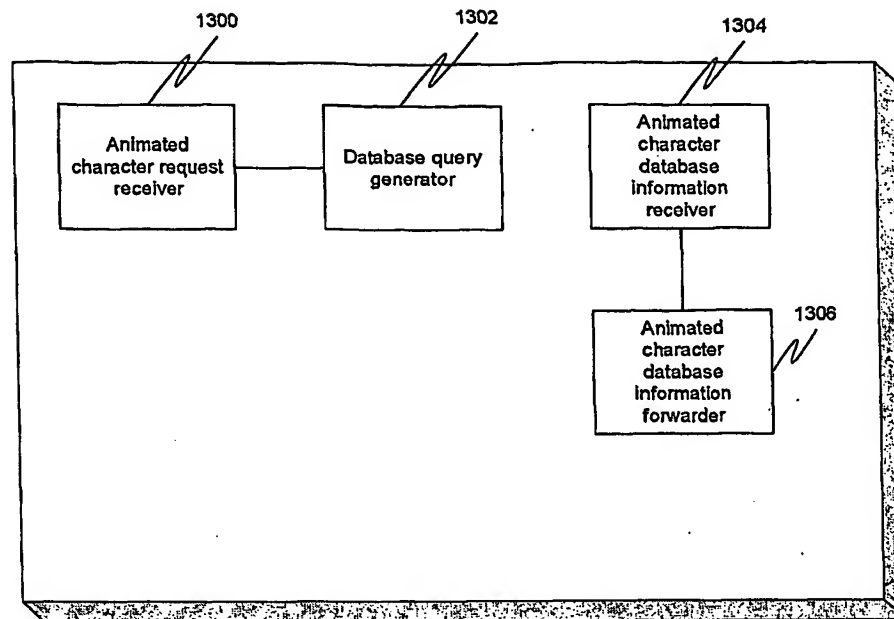 1300
1302
1304
Animated
character request
receiver
Database query
generator
Animated
character
database
information
receiver
1306
Animated
character
database
information
forwarder